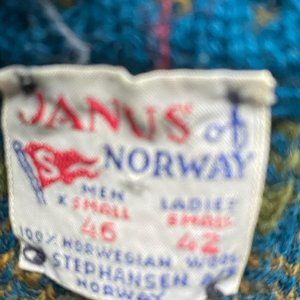 JANUS of
S NORWAY
MEN LADIES
X SMALL SMALL
46 42
100% NORWEGIAN WOOL
STEPHANSEN A/S
NORWAY